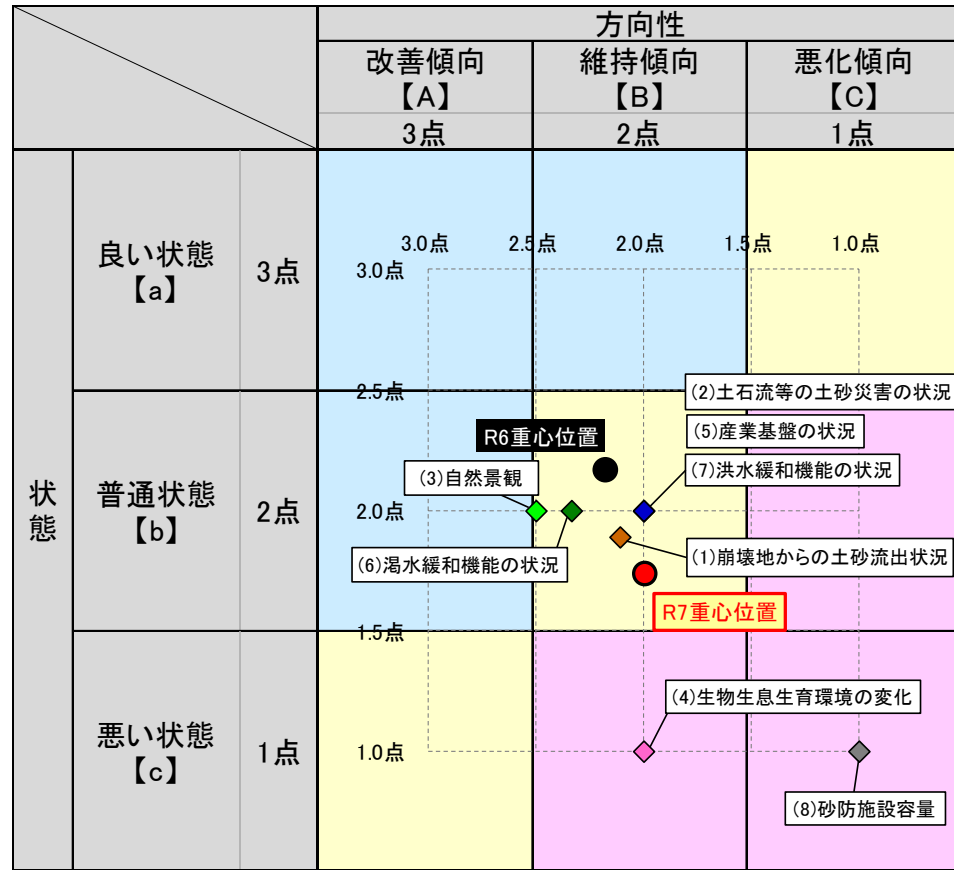 方向性
改善傾向
【A】
維持傾向
【B】
悪化傾向
【C】
3点
2点
1点
状態
良い状態
【a】
3点
普通状態
【b】
2点
悪い状態
【c】
1点
3.0点
2.5点
2.0点
1.5点
1.0点
3.0点
2.5点
2.0点
1.5点
1.0点
(2)土石流等の土砂災害の状況
R6重心位置
(5)産業基盤の状況
(3)自然景観
(7)洪水緩和機能の状況
(6)渇水緩和機能の状況
(1)崩壊地からの土砂流出状況
R7重心位置
(4)生物生息生育環境の変化
(8)砂防施設容量